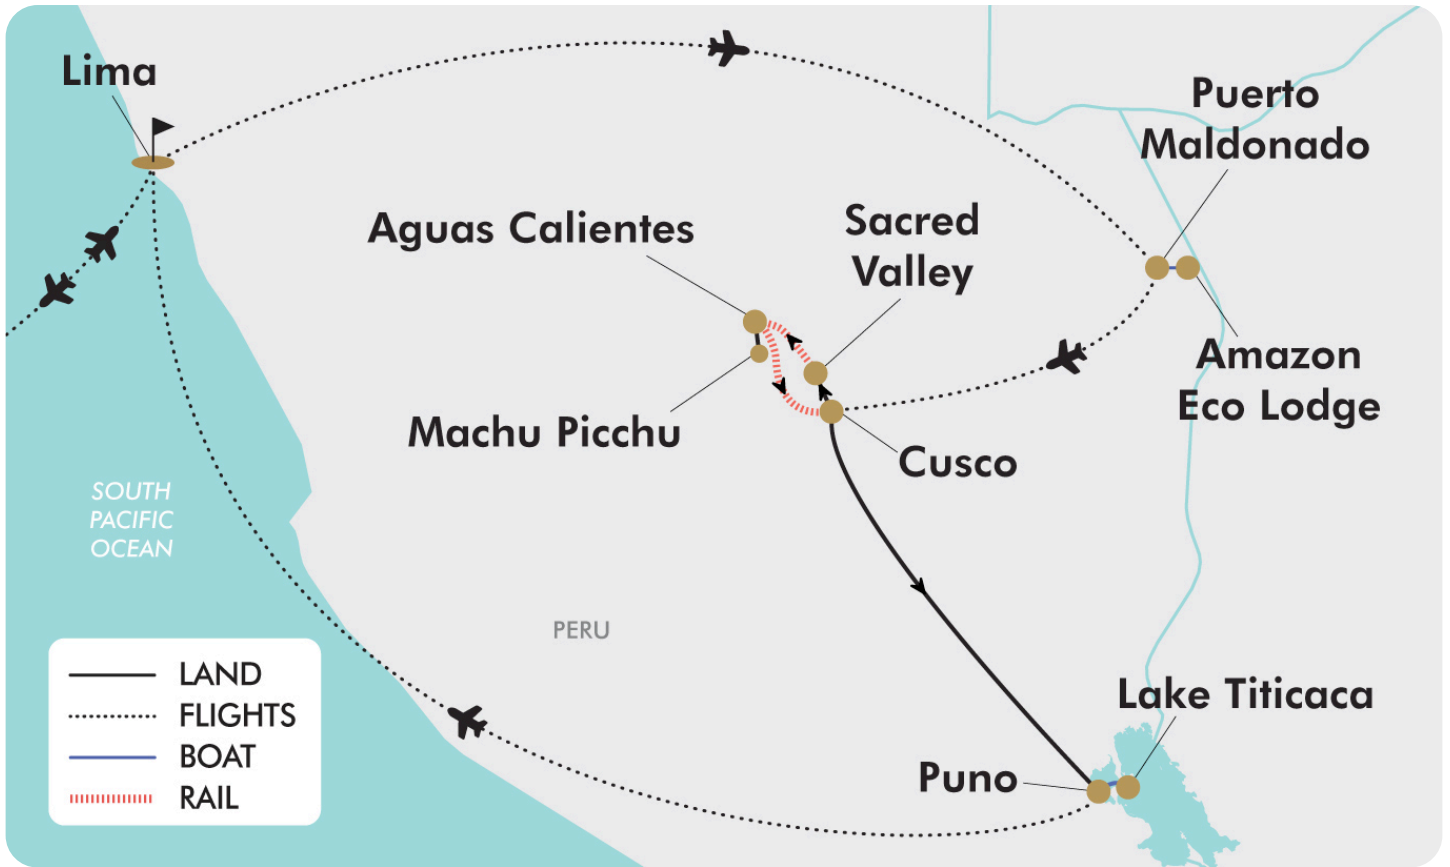 Lima
Puerto
Maldonado
Aguas Calientes
Sacred
Valley
Amazon
Eco Lodge
Machu Picchu
Cusco
SOUTH
PACIFIC
OCEAN
PERU
LAND
FLIGHTS
BOAT
RAIL
Lake Titicaca
Puno